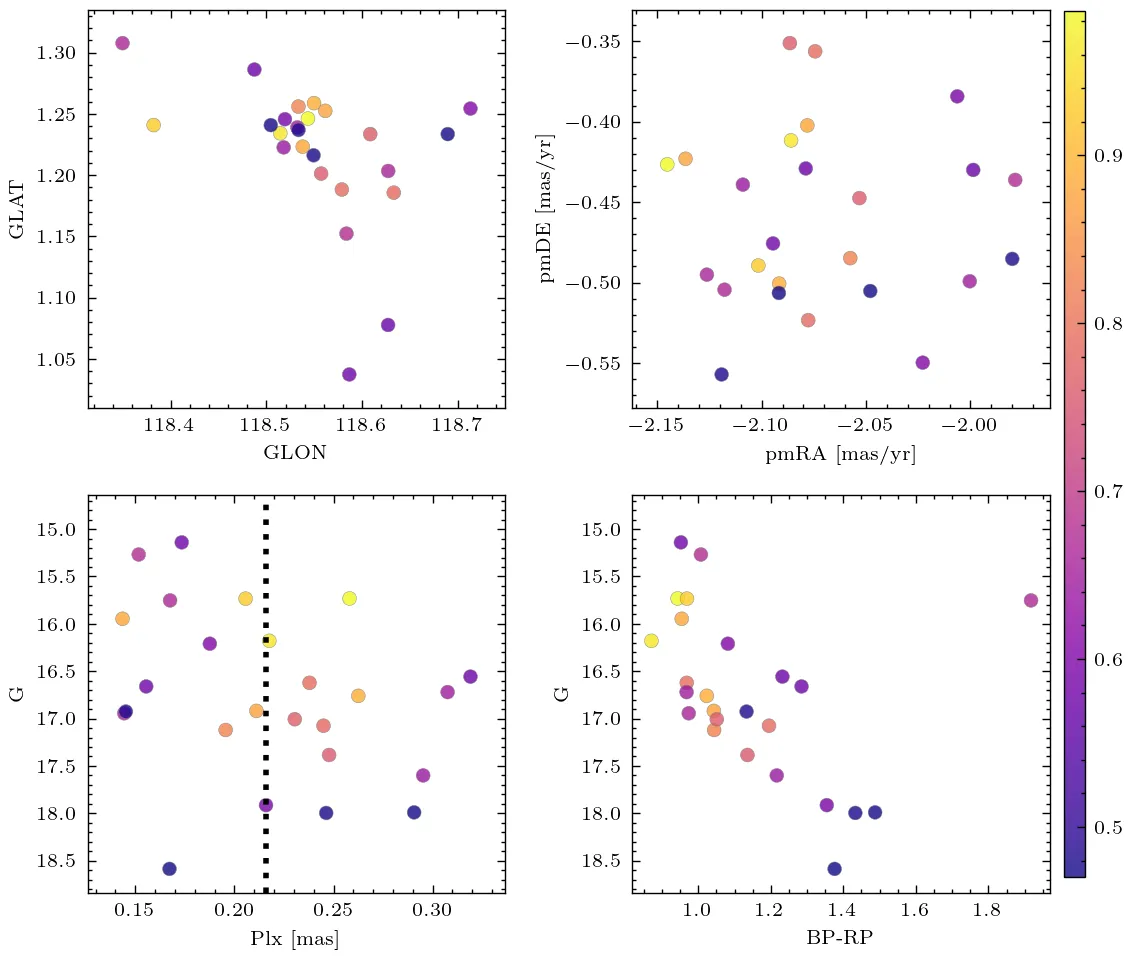 1.30
1.25
1.20
1.15
1.10
1.05
GLAT
118.4 118.5 118.6 118.7
GLON
−0.35
−0.40
−0.45
−0.50
−0.55
pmDE [mas/yr]
−2.15 −2.10 −2.05 −2.00
pmRA [mas/yr]
0.9
0.8
0.7
0.6
0.5
15.0
15.5
16.0
16.5
17.0
17.5
18.0
18.5
G
0.15 0.20 0.25 0.30
Plx [mas]
15.0
15.5
16.0
16.5
17.0
17.5
18.0
18.5
G
1.0 1.2 1.4 1.6 1.8
BP-RP